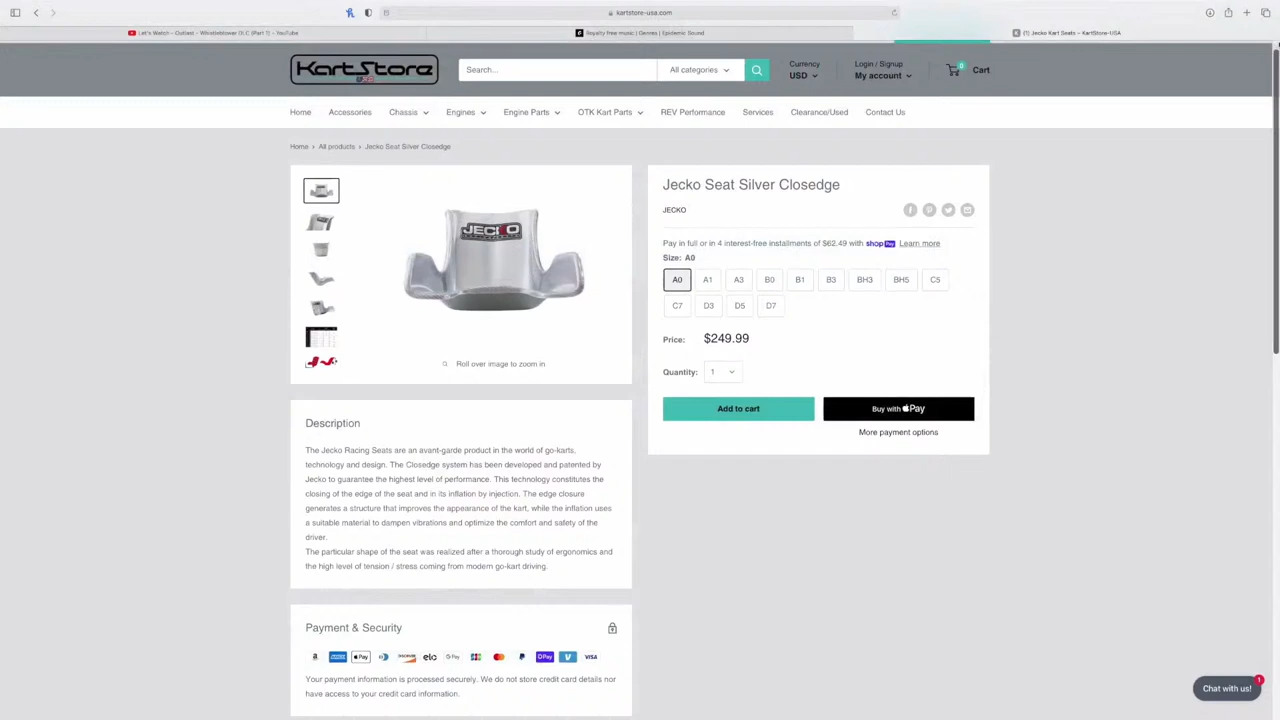 kartstore-usa.com
Let's Watch - Outlast - Whistleblower DLC (Part 1) - YouTube
Royalty free music | Genres | Epidemic Sound
(1) Jecko Kart Seats – KartStore-USA
KartStore
Search...
All categories
Currency
USD
Login / Signup
My account
0
Cart
Home
Accessories
Chassis
Engines
Engine Parts
OTK Kart Parts
REV Performance
Services
Clearance/Used
Contact Us
Home › All products › Jecko Seat Silver Closedge
JECKO
Roll over image to zoom in
Jecko Seat Silver Closedge
JECKO
Pay in full or in 4 interest-free installments of $62.49 with shop Pay Learn more
Size: A0
A0 A1 A3 B0 B1 B3 BH3 BH5 C5
C7 D3 D5 D7
Price: $249.99
Quantity: 1
Add to cart
Buy with Pay
More payment options
Description
The Jecko Racing Seats are an avant-garde product in the world of go-karts,
technology and design. The Closedge system has been developed and patented by
Jecko to guarantee the highest level of performance. This technology constitutes the
closing of the edge of the seat and in its inflation by injection. The edge closure
generates a structure that improves the appearance of the kart, while the inflation uses
a suitable material to dampen vibrations and optimize the comfort and safety of the
driver.
The particular shape of the seat was realized after a thorough study of ergonomics and
the high level of tension / stress coming from modern go-kart driving.
Payment & Security
Pay DISCOVER elo G Pay JCB Pay VISA
Your payment information is processed securely. We do not store credit card details nor
have access to your credit card information.
Chat with us!
1